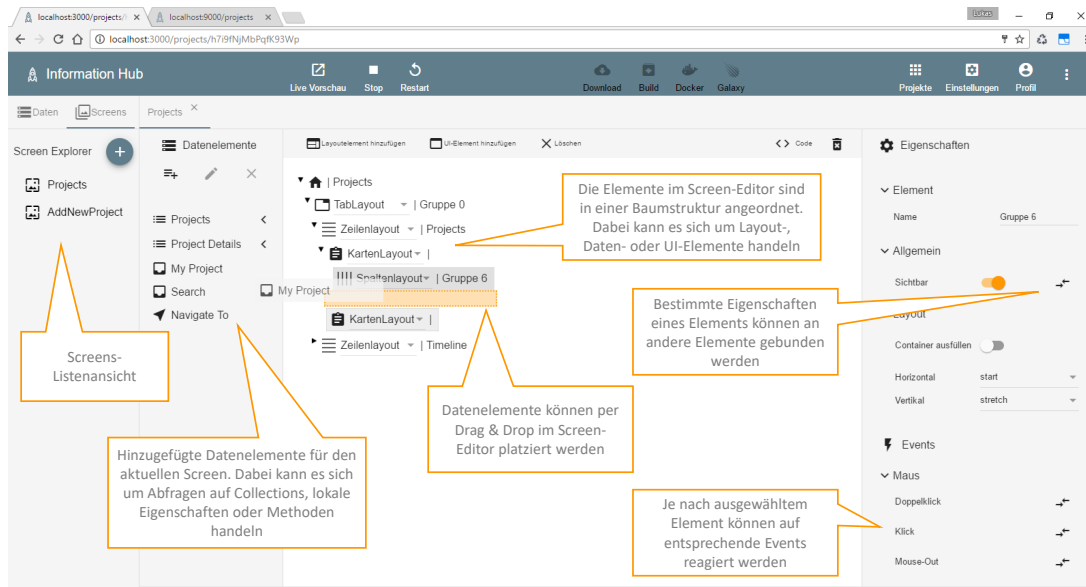 localhost:3000/projects/h
localhost:9000/projects
Lukas
localhost:3000/projects/h7i9fNjMbPqfK93Wp
Information Hub
Live Vorschau
Stop
Restart
Download
Build
Docker
Galaxy
Projekte
Einstellungen
Profil
Daten
Screens
Projects
Screen Explorer
Projects
AddNewProject
Screens-
Listenansicht
Datenelemente
Projects
Project Details
My Project
Search
Navigate To
Hinzugefügte Datenelemente für den
aktuellen Screen. Dabei kann es sich
um Abfragen auf Collections, lokale
Eigenschaften oder Methoden
handeln
Layoutelement hinzufügen
UI-Element hinzufügen
Löschen
Code
| Projects
TabLayout | Gruppe 0
Zeilenlayout | Projects
KartenLayout |
Spaltenlayout | Gruppe 6
My Project
KartenLayout |
Zeilenlayout | Timeline
Die Elemente im Screen-Editor sind
in einer Baumstruktur angeordnet.
Dabei kann es sich um Layout-,
Daten- oder UI-Elemente handeln
Datenelemente können per
Drag & Drop im Screen-
Editor platziert werden
Bestimmte Eigenschaften
eines Elements können an
andere Elemente gebunden
werden
Je nach ausgewähltem
Element können auf
entsprechende Events
reagiert werden
Eigenschaften
Element
Name Gruppe 6
Allgemein
Sichtbar
Layout
Container ausfüllen
Horizontal start
Vertikal stretch
Events
Maus
Doppelklick
Klick
Mouse-Out